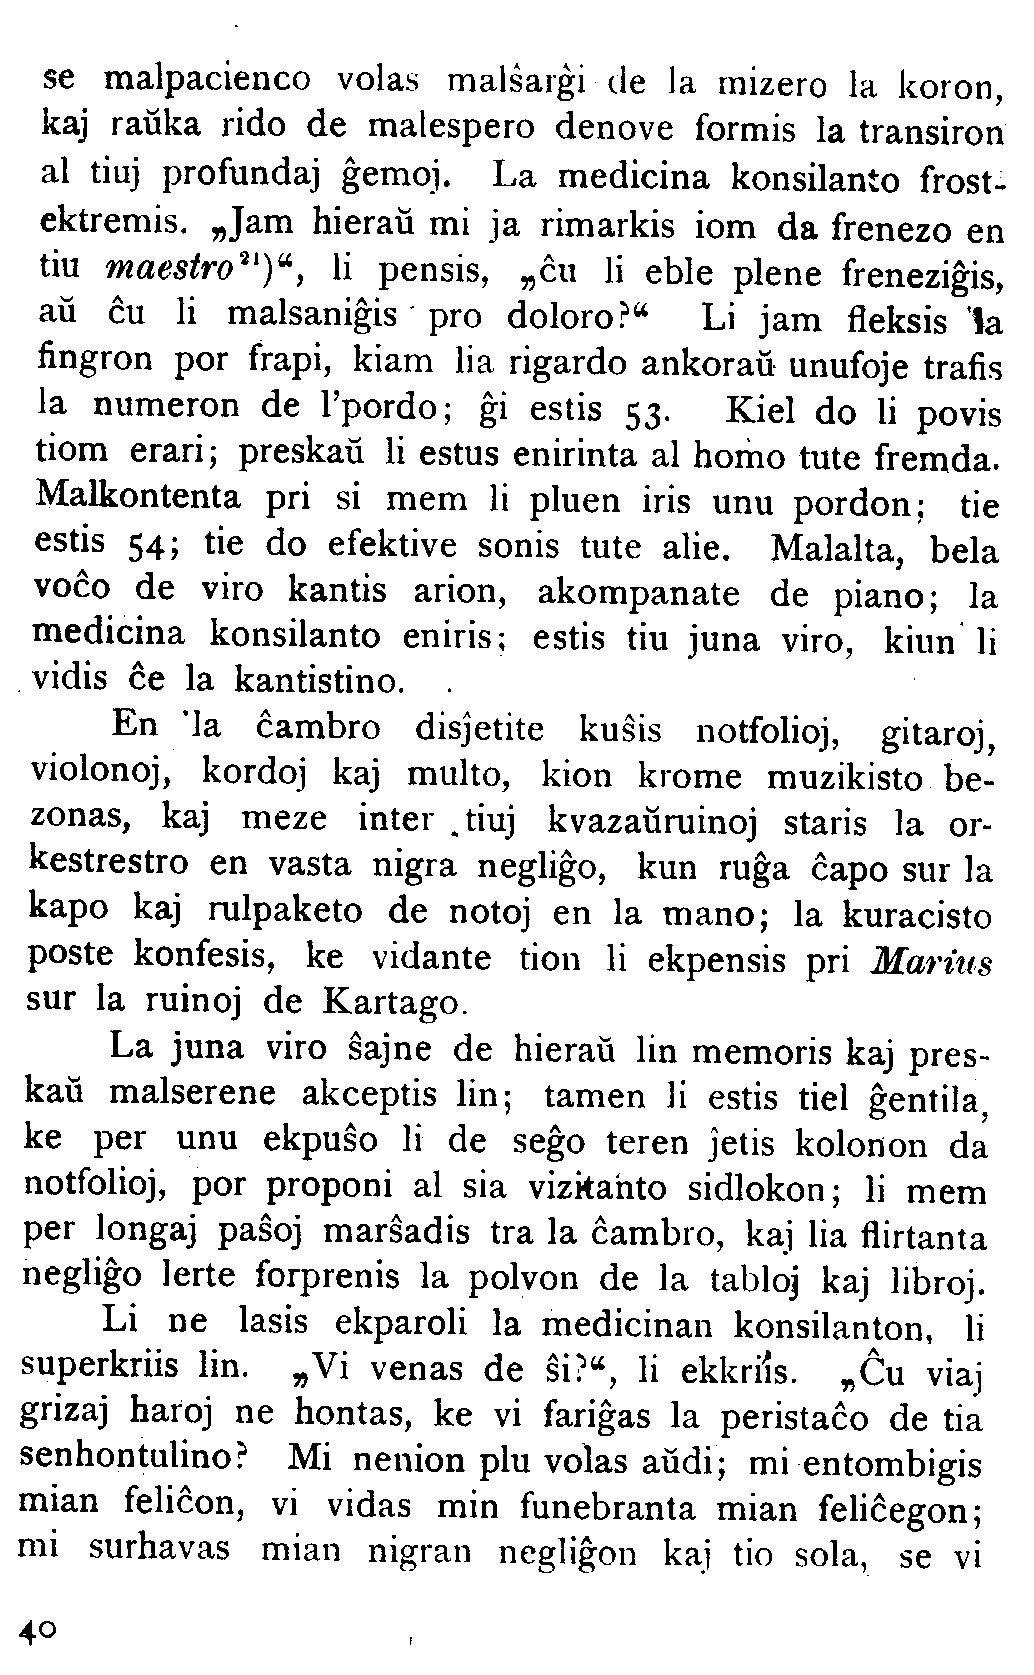 se malpacienco volas malŝarĝi de la mizero la koron,
kaj raŭka rido de malespero denove formis la transiron
al tiuj profundaj ĝemoj. La medicina konsilanto frost-
ektremis. „Jam hieraŭ mi ja rimarkis iom da frenezo en
tiu maestro²¹)“, li pensis, „ĉu li eble plene freneziĝis,
aŭ ĉu li malsaniĝis pro doloro?“ Li jam fleksis la
fingron por frapi, kiam lia rigardo ankoraŭ unufoje trafis
la numeron de l’pordo; ĝi estis 53. Kiel do li povis
tiom erari; preskaŭ li estus enirinta al homo tute fremda.
Malkontenta pri si mem li pluen iris unu pordon; tie
estis 54; tie do efektive sonis tute alie. Malalta, bela
voĉo de viro kantis arion, akompanate de piano; la
medicina konsilanto eniris; estis tiu juna viro, kiun li
vidis ĉe la kantistino.
En la ĉambro disĵetite kuŝis notfolioj, gitaroj,
violonoj, kordoj kaj multo, kion krome muzikisto be-
zonas, kaj meze inter tiuj kvazaŭruinoj staris la or-
kestrestro en vasta nigra negliĝo, kun ruĝa ĉapo sur la
kapo kaj rulpaketo de notoj en la mano; la kuracisto
poste konfesis, ke vidante tion li ekpensis pri Marius
sur la ruinoj de Kartago.
La juna viro ŝajne de hieraŭ lin memoris kaj pres-
kaŭ malserene akceptis lin; tamen li estis tiel ĝentila,
ke per unu ekpuŝo li de seĝo teren ĵetis kolonon da
notfolioj, por proponi al sia vizitanto sidlokon; li mem
per longaj paŝoj marŝadis tra la ĉambro, kaj lia flirtanta
negliĝo lerte forprenis la polvon de la tabloj kaj libroj.
Li ne lasis ekparoli la medicinan konsilanton, li
superkriis lin. „Vi venas de ŝi?“, li ekkriis. „Ĉu viaj
grizaj haroj ne hontas, ke vi fariĝas la peristaĉo de tia
senhontulino? Mi nenion plu volas aŭdi; mi entombigis
mian feliĉon, vi vidas min funebranta mian feliĉegon;
mi surhavas mian nigran negliĝon kaj tio sola, se vi
40